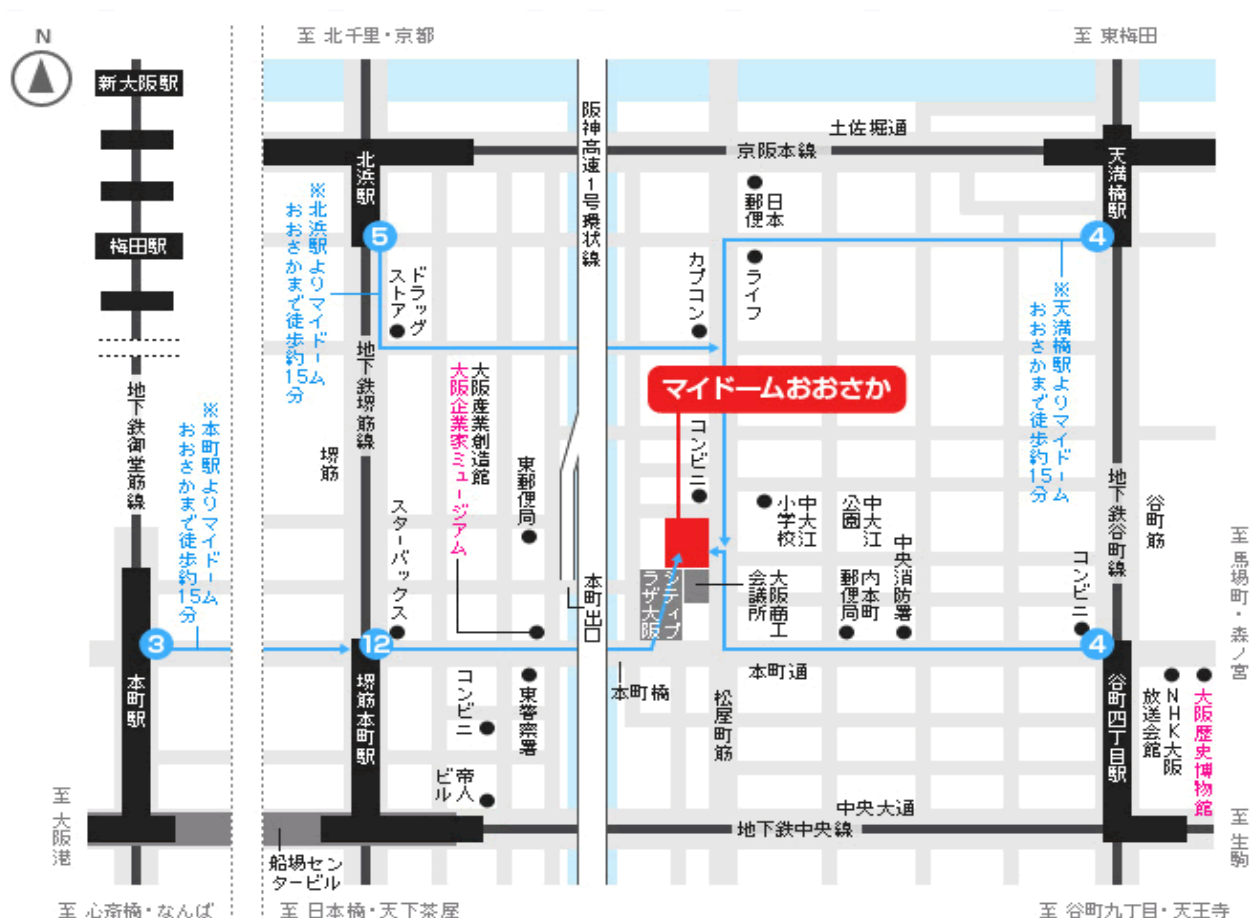 N
至 北千里・京都
至 東梅田
新大阪駅
梅田駅
地下鉄御堂筋線
※本町駅よりマイドーム
おおさかまで徒歩約15分
3
本町駅
至 大阪港
至 心斎橋・なんば
北浜駅
5
※北浜駅よりマイドーム
おおさかまで徒歩約15分
ドラッグ
ストア
地下鉄堺筋線
堺筋
大阪産業創造館
大阪企業家ミュージアム
東郵便局
スターバックス
12
堺筋本町駅
コンビニ
東警察署
帝人
ビル
船場セン
タービル
至 日本橋・天下茶屋
阪神高速1号環状線
本町出口
本町橋
土佐堀通
京阪本線
日本
郵便
ライフ
カプコン
マイドームおおさか
コンビニ
シティプ
ラザ大阪
大阪商工
会議所
中大江
小学校
中大江
公園
内本町
郵便局
中央消防署
本町通
松屋町筋
中央大通
地下鉄中央線
天満橋駅
4
※天満橋駅よりマイドーム
おおさかまで徒歩約15分
地下鉄谷町線
谷町筋
コンビニ
4
谷町四丁目駅
NHK大阪
放送会館
大阪歴史博物館
至 馬場町・森ノ宮
至 生駒
至 谷町九丁目・天王寺